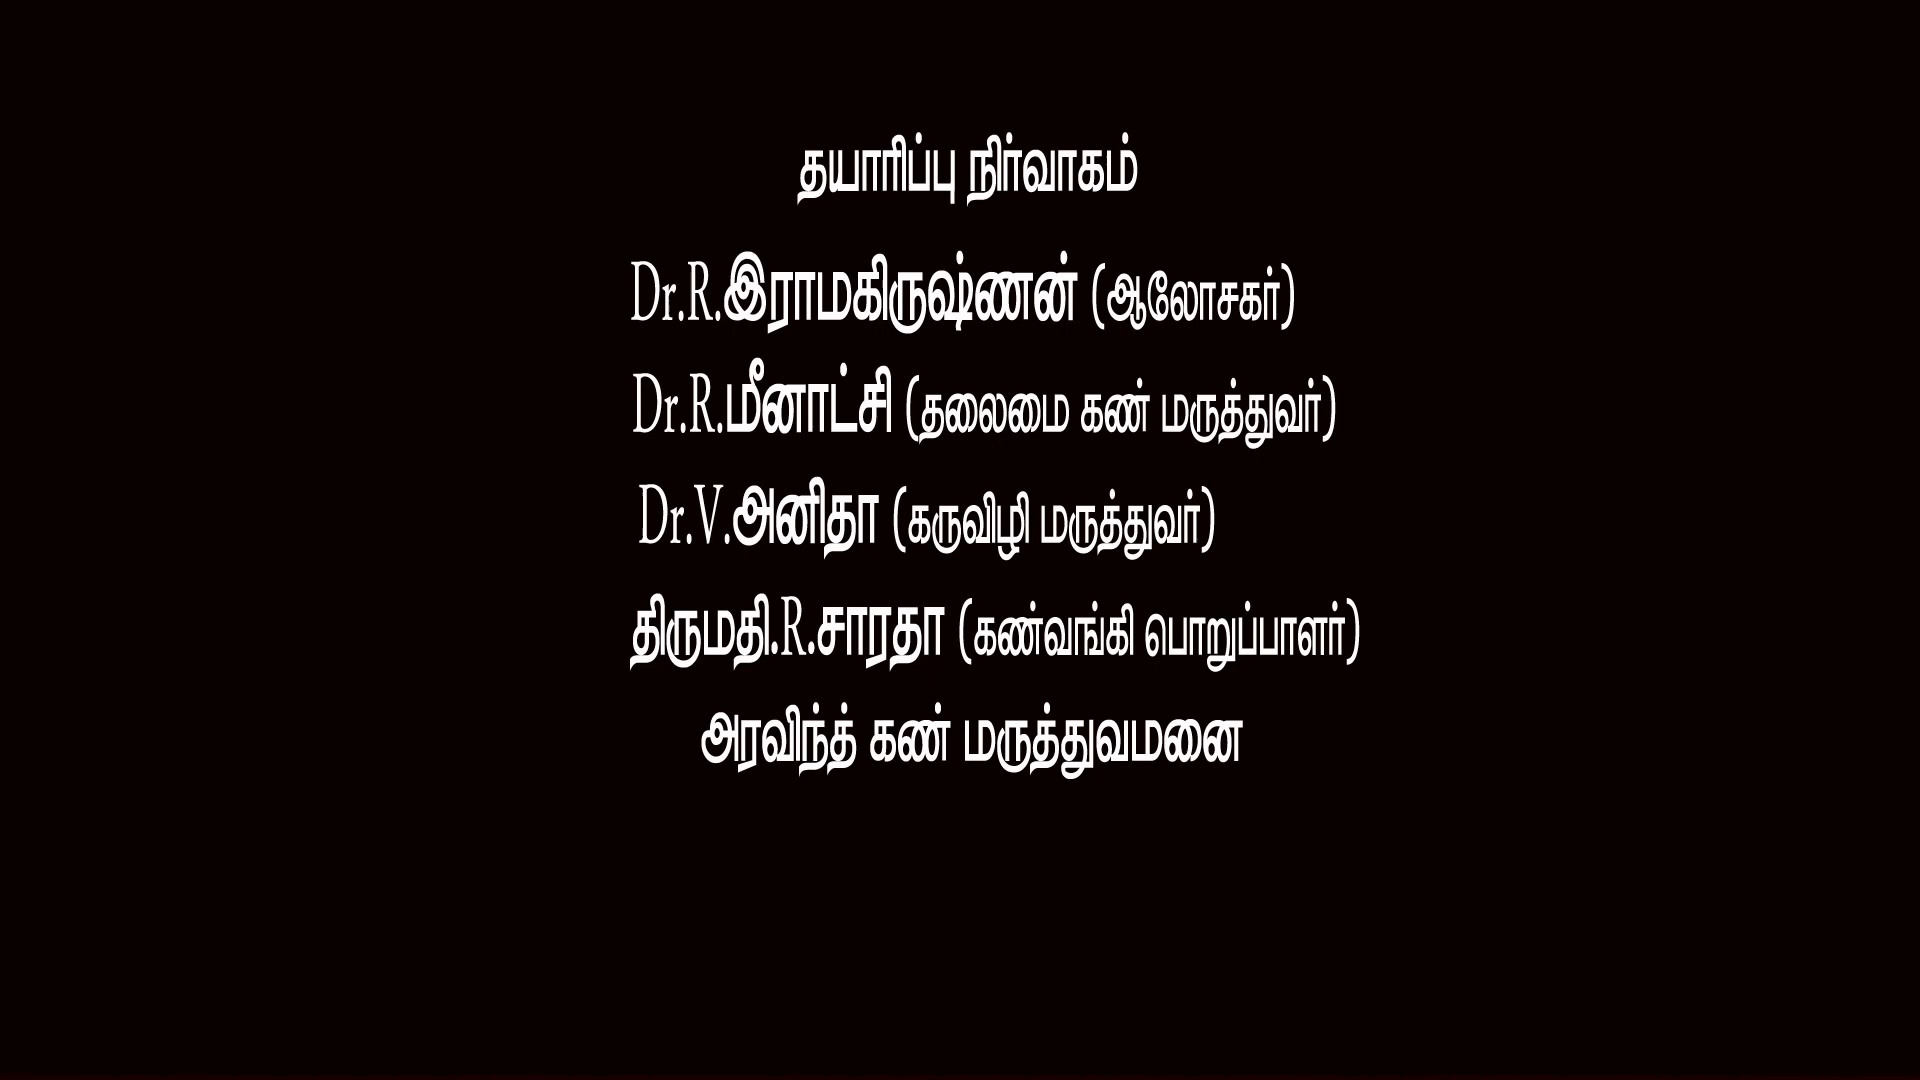 தயாரிப்பு நிர்வாகம்
Dr.R.இராமகிருஷ்ணன் (ஆலோசகர்)
Dr.R.மீனாட்சி (தலைமை கண் மருத்துவர்)
Dr.V.அனிதா (கருவிழி மருத்துவர்)
திருமதி.R.சாரதா (கண்வங்கி பொறுப்பாளர்)
அரவிந்த் கண் மருத்துவமனை